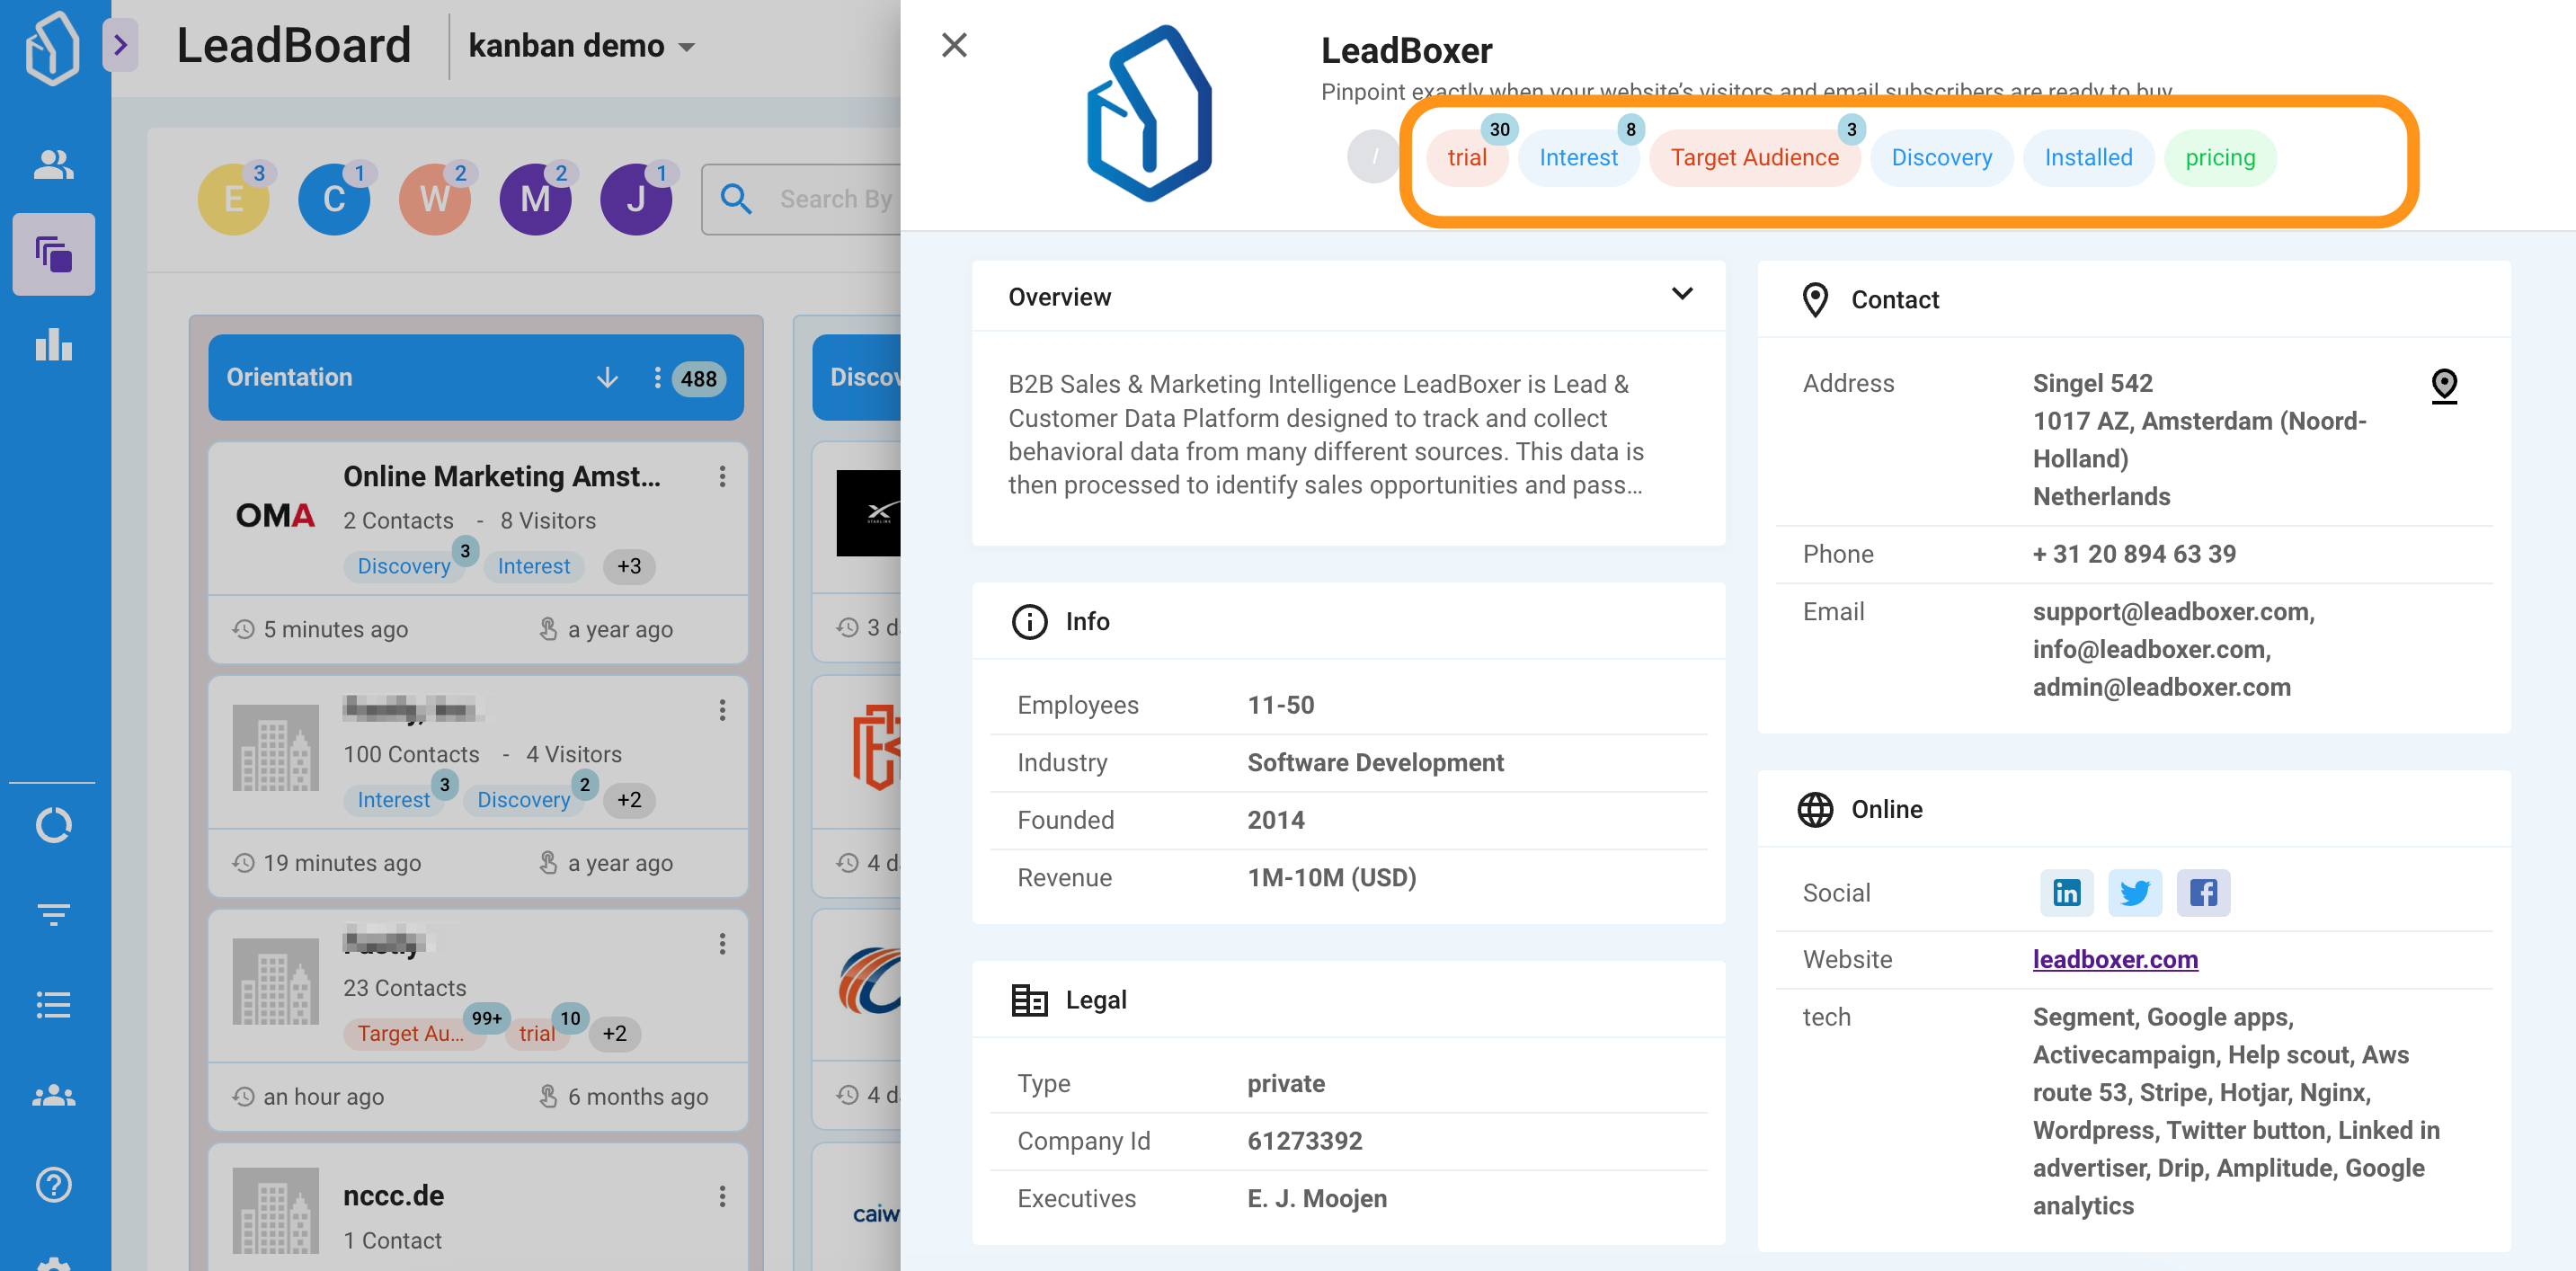 LeadBoard
kanban demo
E 3
C 1
W 2
M 2
J 1
Search By
Orientation
488
OMA
Online Marketing Amst...
2 Contacts - 8 Visitors
Discovery 3
Interest
+3
5 minutes ago
a year ago
100 Contacts - 4 Visitors
Interest 3
Discovery 2
+2
19 minutes ago
a year ago
23 Contacts
Target Au... 99+
trial 10
+2
an hour ago
6 months ago
nccc.de
1 Contact
LeadBoxer
Pinpoint exactly when your website's visitors and email subscribers are ready to buy
/
trial 30
Interest 8
Target Audience 3
Discovery
Installed
pricing
Overview
B2B Sales & Marketing Intelligence LeadBoxer is Lead &
Customer Data Platform designed to track and collect
behavioral data from many different sources. This data is
then processed to identify sales opportunities and pass...
Info
Employees 11-50
Industry Software Development
Founded 2014
Revenue 1M-10M (USD)
Legal
Type private
Company Id 61273392
Executives E. J. Moojen
Contact
Address Singel 542
1017 AZ, Amsterdam (Noord-
Holland)
Netherlands
Phone + 31 20 894 63 39
Email support@leadboxer.com,
info@leadboxer.com,
admin@leadboxer.com
Online
Social
Website leadboxer.com
tech Segment, Google apps,
Activecampaign, Help scout, Aws
route 53, Stripe, Hotjar, Nginx,
Wordpress, Twitter button, Linked in
advertiser, Drip, Amplitude, Google
analytics